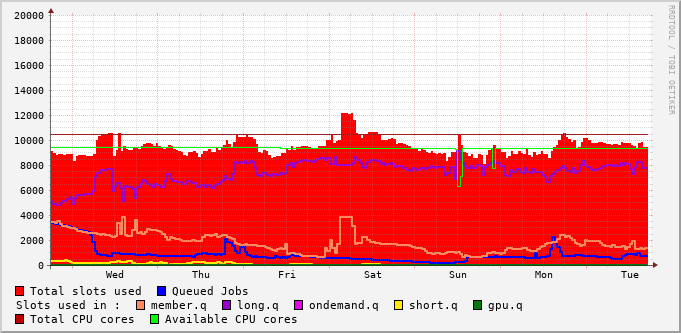 RRDTOOL / TOBI OETIKER
20000
18000
16000
14000
12000
10000
8000
6000
4000
2000
0
Wed Thu Fri Sat Sun Mon Tue
Total slots used Queued Jobs
Slots used in : member.q long.q ondemand.q short.q gpu.q
Total CPU cores Available CPU cores